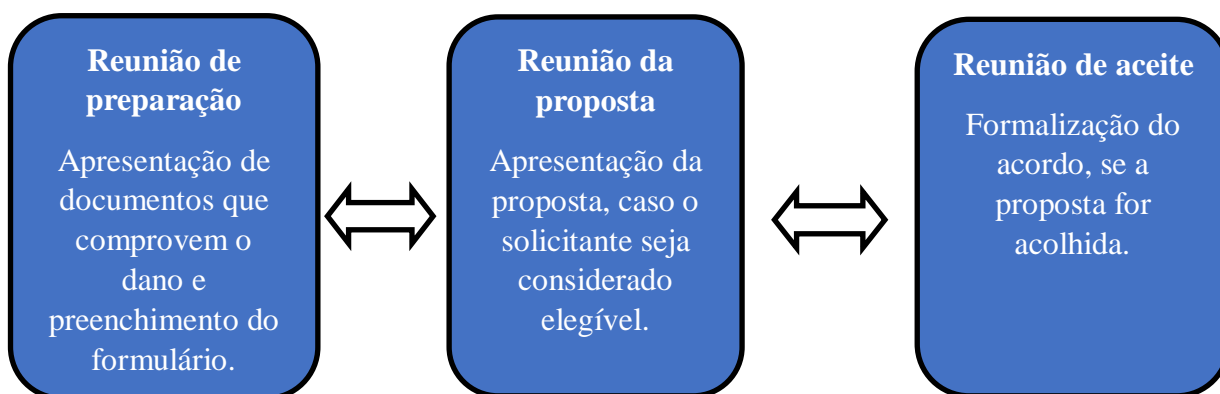 Reunião de
preparação
Apresentação de
documentos que
comprovem o
dano e
preenchimento do
formulário.
Reunião da
proposta
Apresentação da
proposta, caso o
solicitante seja
considerado
elegível.
Reunião de aceite
Formalização do
acordo, se a
proposta for
acolhida.